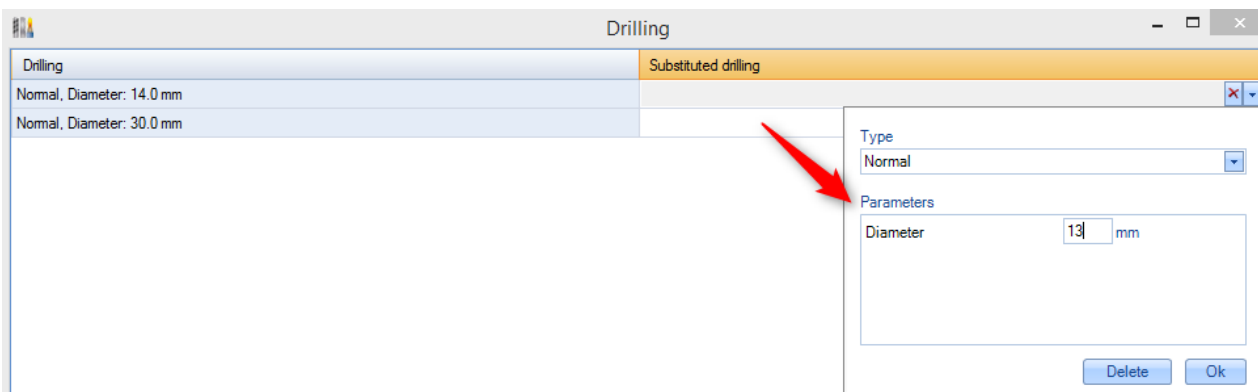 Drilling
Drilling Substituted drilling
Normal, Diameter: 14.0 mm
Normal, Diameter: 30.0 mm
Type
Normal
Parameters
Diameter 13 mm
Delete Ok